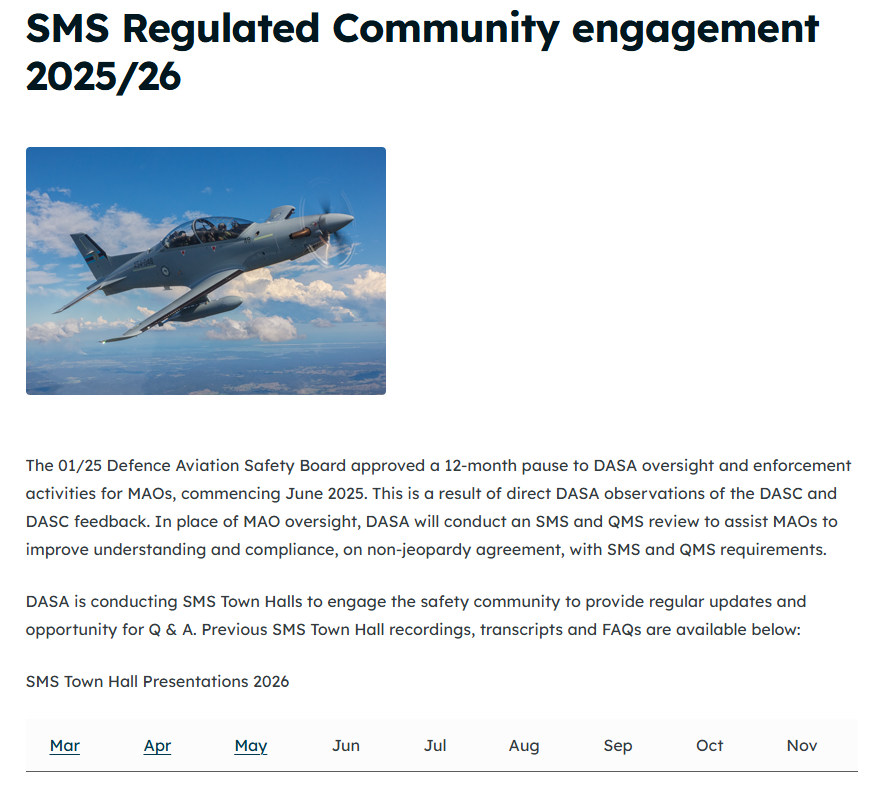 SMS Regulated Community engagement
2025/26
The 01/25 Defence Aviation Safety Board approved a 12-month pause to DASA oversight and enforcement
activities for MAOs, commencing June 2025. This is a result of direct DASA observations of the DASC and
DASC feedback. In place of MAO oversight, DASA will conduct an SMS and QMS review to assist MAOs to
improve understanding and compliance, on non-jeopardy agreement, with SMS and QMS requirements.
DASA is conducting SMS Town Halls to engage the safety community to provide regular updates and
opportunity for Q & A. Previous SMS Town Hall recordings, transcripts and FAQs are available below:
SMS Town Hall Presentations 2026
Mar Apr May Jun Jul Aug Sep Oct Nov